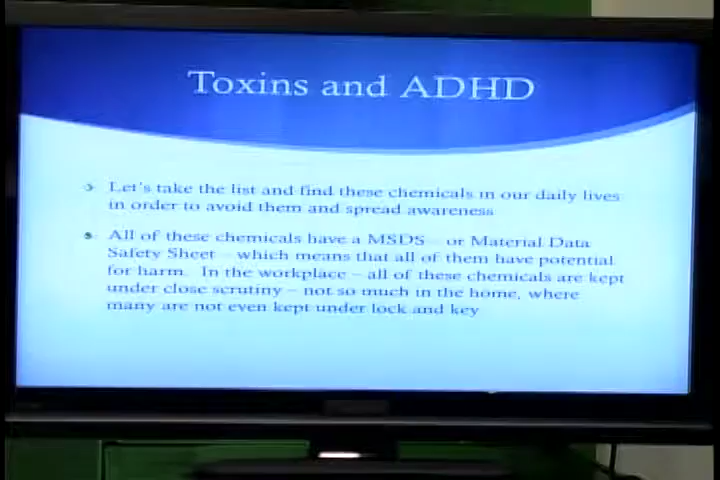 Toxins and ADHD
Let's take the list and find these chemicals in our daily lives
in order to avoid them and spread awareness
All of these chemicals have a MSDS – or Material Data
Safety Sheet – which means that all of them have potential
for harm. In the workplace – all of these chemicals are kept
under close scrutiny – not so much in the home, where
many are not even kept under lock and key